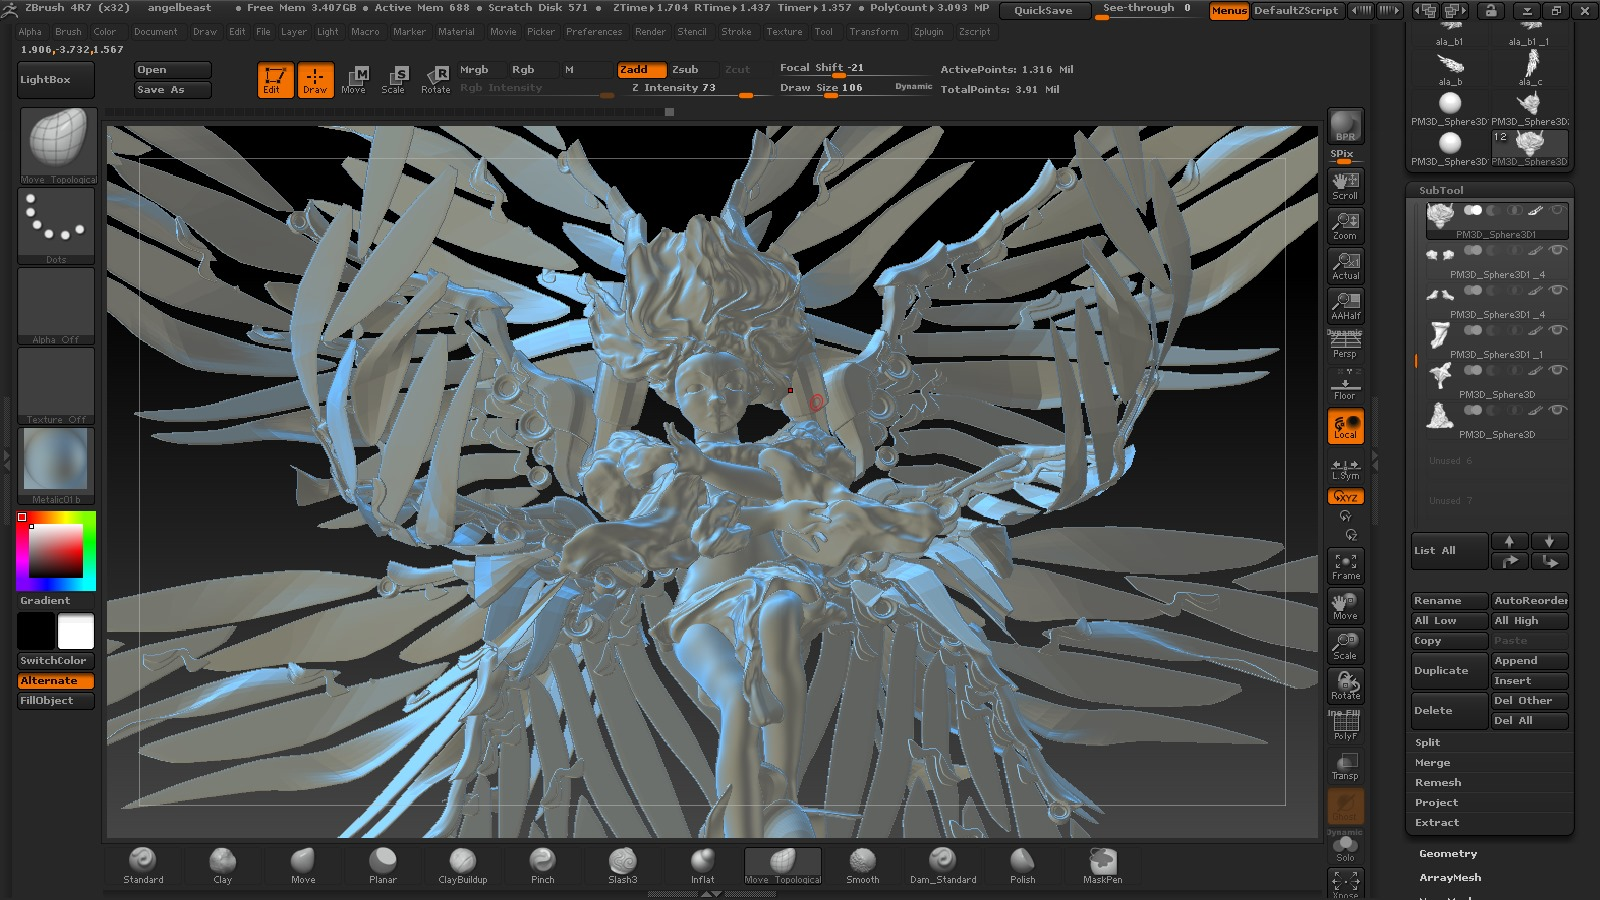 ZBrush 4R7 (x32) angelbeast • Free Mem 3.407GB • Active Mem 688 • Scratch Disk 571 • ZTime▸1.704 RTime▸1.437 Timer▸1.357 • PolyCount▸3.093 MP QuickSave See-through 0 Menus DefaultZScript
Alpha Brush Color Document Draw Edit File Layer Light Macro Marker Material Movie Picker Preferences Render Stencil Stroke Texture Tool Transform Zplugin Zscript
1.906,-3.732,1.567
LightBox
Open
Save As
Edit
Draw
Move
Scale
Rotate
Mrgb Rgb M
Rgb Intensity
Zadd Zsub Zcut
Z Intensity 73
Focal Shift -21
Draw Size 106 Dynamic
ActivePoints: 1.316 Mil
TotalPoints: 3.91 Mil
Move Topological
Dots
Alpha Off
Texture Off
Metalic01b
Gradient
SwitchColor
Alternate
FillObject
BPR
SPix
Scroll
Zoom
Actual
AAHalf
Dynamic
Persp
Floor
Local
L.Sym
XYZ
Frame
Move
Scale
Rotate
Line Fill
PolyF
Transp
Ghost
Dynamic
Solo
Xpose
ala_b1 ala_b1_1
ala_b ala_c
PM3D_Sphere3D PM3D_Sphere3D
12
PM3D_Sphere3D PM3D_Sphere3D
SubTool
PM3D_Sphere3D1
PM3D_Sphere3D1_4
PM3D_Sphere3D1_4
PM3D_Sphere3D1_1
PM3D_Sphere3D
PM3D_Sphere3D
Unused 6
Unused 7
List All
Rename AutoReorder
All Low All High
Copy Paste
Duplicate Append
Insert
Delete Del Other
Del All
Split
Merge
Remesh
Project
Extract
Geometry
ArrayMesh
Standard Clay Move Planar ClayBuildup Pinch Slash3 Inflat Move Topological Smooth Dam_Standard Polish MaskPen